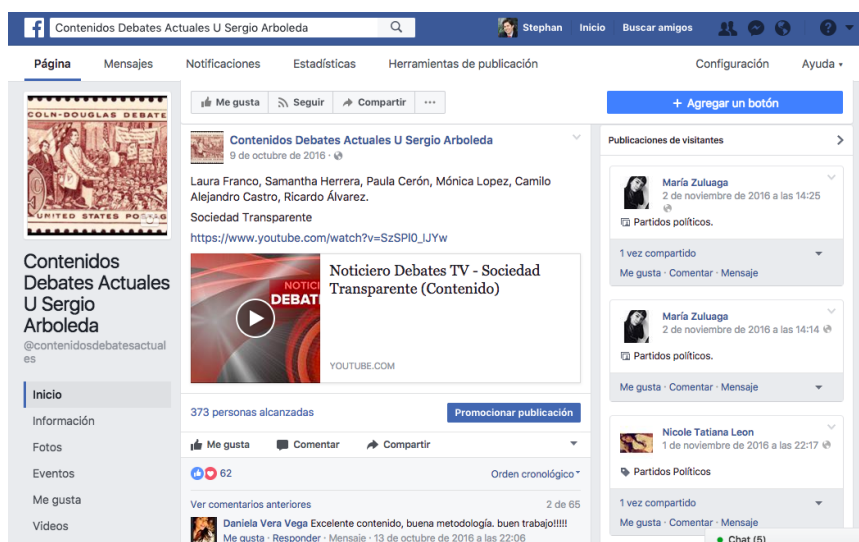 Contenidos Debates Actuales U Sergio Arboleda
Stephan
Inicio
Buscar amigos
Página
Mensajes
Notificaciones
Estadísticas
Herramientas de publicación
Configuración
Ayuda
COLN-DOUGLAS DEBATE
UNITED STATES POSTAG
Contenidos
Debates Actuales
U Sergio
Arboleda
@contenidosdebatesactual
es
Inicio
Información
Fotos
Eventos
Me gusta
Videos
Me gusta
Seguir
Compartir
...
+ Agregar un botón
Contenidos Debates Actuales U Sergio Arboleda
9 de octubre de 2016 ·
Laura Franco, Samantha Herrera, Paula Cerón, Mónica Lopez, Camilo
Alejandro Castro, Ricardo Álvarez.
Sociedad Transparente
https://www.youtube.com/watch?v=SzSPI0_lJYw
NOTICI
DEBAT
Noticiero Debates TV - Sociedad
Transparente (Contenido)
YOUTUBE.COM
373 personas alcanzadas
Promocionar publicación
Me gusta
Comentar
Compartir
62
Orden cronológico
Ver comentarios anteriores
2 de 65
Daniela Vera Vega Excelente contenido, buena metodología. buen trabajo!!!!!
Me gusta · Responder · Mensaje · 13 de octubre de 2016 a las 22:06
Publicaciones de visitantes
María Zuluaga
2 de noviembre de 2016 a las 14:25
Partidos políticos.
1 vez compartido
Me gusta · Comentar · Mensaje
María Zuluaga
2 de noviembre de 2016 a las 14:14
Partidos políticos.
Me gusta · Comentar · Mensaje
Nicole Tatiana Leon
1 de noviembre de 2016 a las 22:17
Partidos Políticos
1 vez compartido
Me gusta · Comentar · Mensaje
Chat (5)